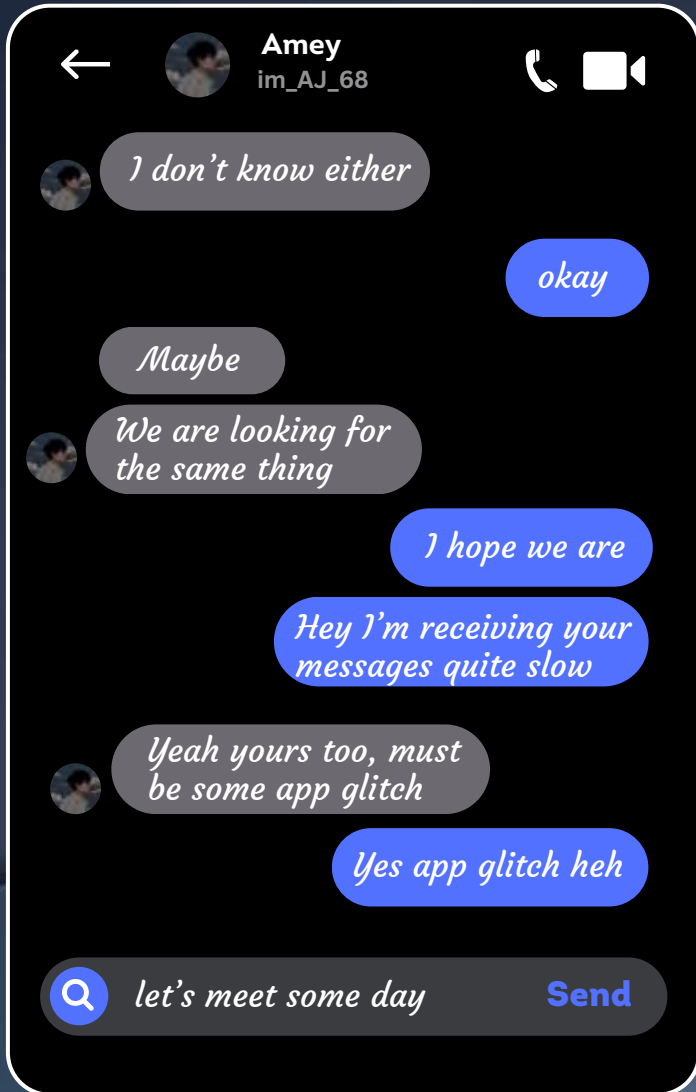 Amey
im_AJ_68
I don't know either
okay
Maybe
We are looking for
the same thing
I hope we are
Hey I'm receiving your
messages quite slow
Yeah yours too, must
be some app glitch
Yes app glitch heh
let's meet some day
Send